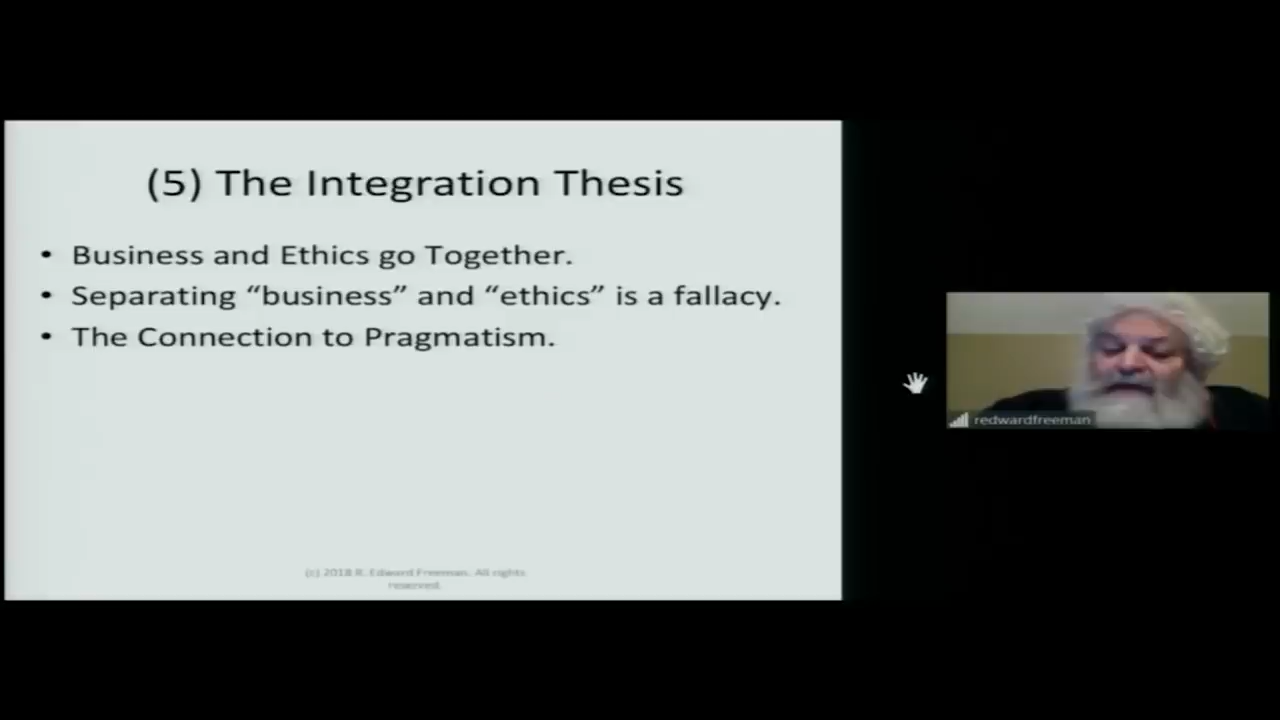 (5) The Integration Thesis
• Business and Ethics go Together.
• Separating “business” and “ethics” is a fallacy.
• The Connection to Pragmatism.
redwardfreeman
(c) 2018 R. Edward Freeman. All rights
reserved.